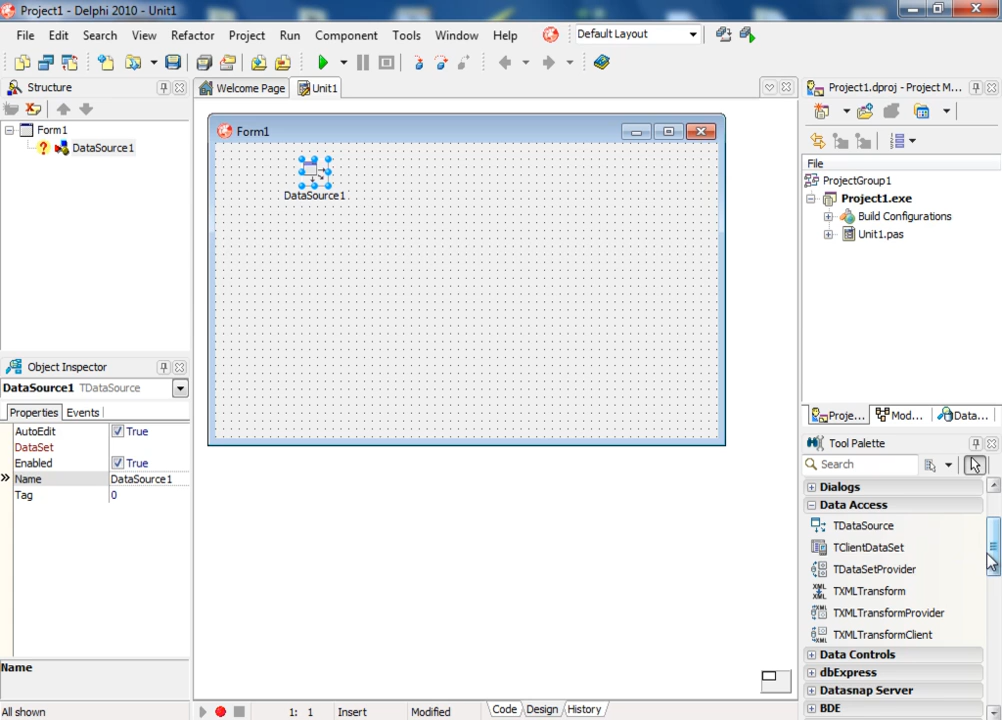 Project1 - Delphi 2010 - Unit1
File Edit Search View Refactor Project Run Component Tools Window Help Default Layout
Structure
Welcome Page Unit1
Form1
DataSource1
Form1
DataSource1
Project1.dproj - Project M...
File
ProjectGroup1
Project1.exe
Build Configurations
Unit1.pas
Object Inspector
DataSource1 TDataSource
Properties Events
AutoEdit True
DataSet
Enabled True
Name DataSource1
Tag 0
Name
All shown
Proje... Mod... Data...
Tool Palette
Search
Dialogs
Data Access
TDataSource
TClientDataSet
TDataSetProvider
TXMLTransform
TXMLTransformProvider
TXMLTransformClient
Data Controls
dbExpress
Datasnap Server
BDE
1: 1 Insert Modified Code Design History